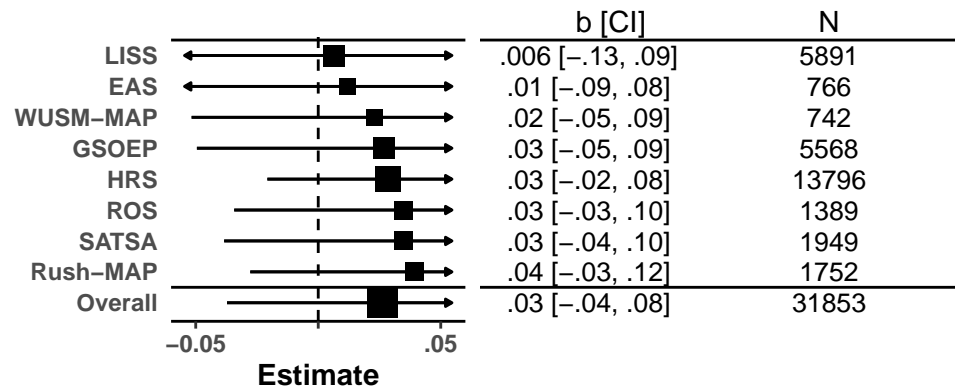 b [CI] N
LISS .006 [−.13, .09] 5891
EAS .01 [−.09, .08] 766
WUSM−MAP .02 [−.05, .09] 742
GSOEP .03 [−.05, .09] 5568
HRS .03 [−.02, .08] 13796
ROS .03 [−.03, .10] 1389
SATSA .03 [−.04, .10] 1949
Rush−MAP .04 [−.03, .12] 1752
Overall .03 [−.04, .08] 31853
−0.05 .05
Estimate